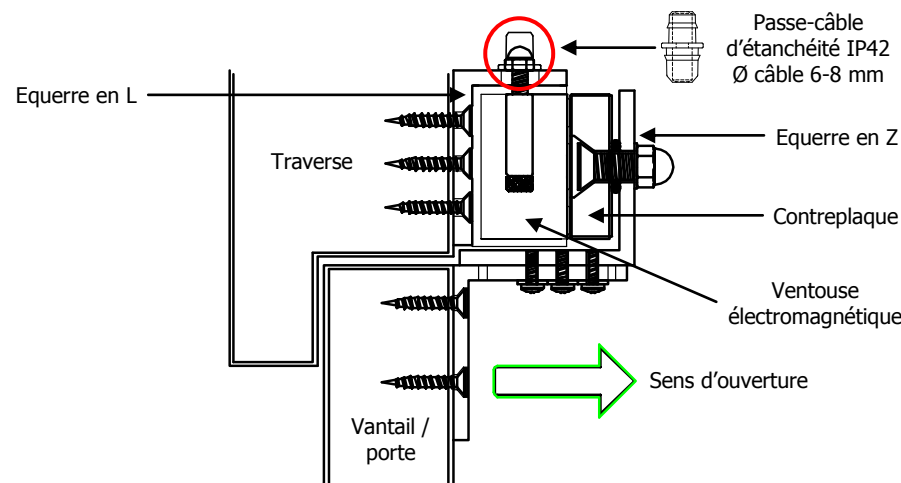 Passe-câble
d'étanchéité IP42
Ø câble 6-8 mm
Equerre en L
Traverse
Equerre en Z
Contreplaque
Ventouse
électromagnétique
Sens d'ouverture
Vantail /
porte